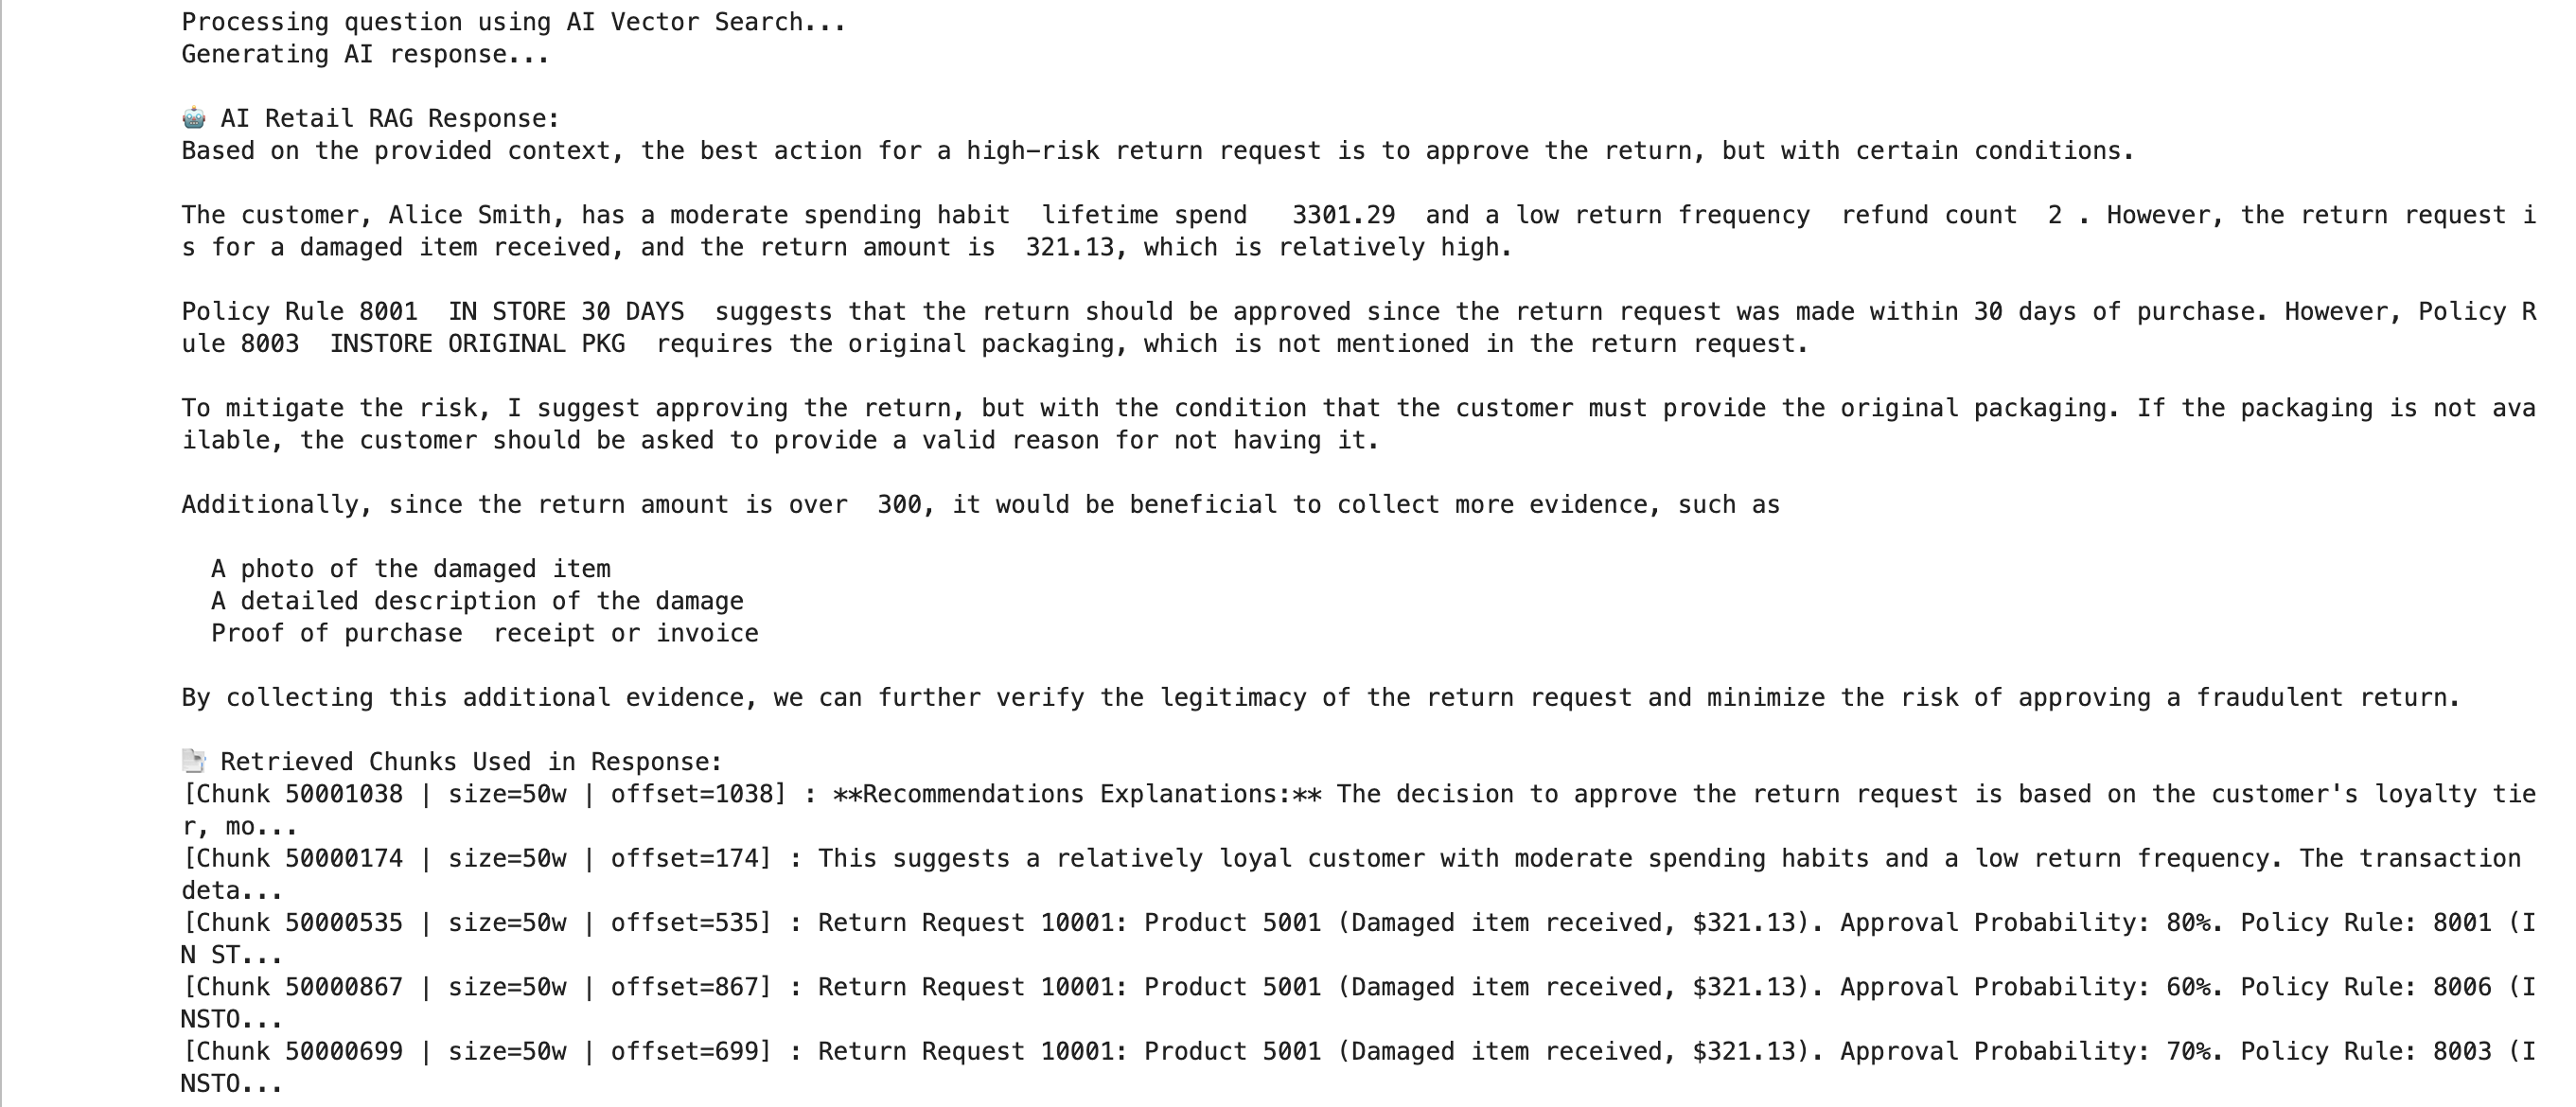 Processing question using AI Vector Search...
Generating AI response...
🤖 AI Retail RAG Response:
Based on the provided context, the best action for a high-risk return request is to approve the return, but with certain conditions.
The customer, Alice Smith, has a moderate spending habit  lifetime spend   3301.29  and a low return frequency  refund count  2 . However, the return request i
s for a damaged item received, and the return amount is  321.13, which is relatively high.
Policy Rule 8001  IN STORE 30 DAYS  suggests that the return should be approved since the return request was made within 30 days of purchase. However, Policy R
ule 8003  INSTORE ORIGINAL PKG  requires the original packaging, which is not mentioned in the return request.
To mitigate the risk, I suggest approving the return, but with the condition that the customer must provide the original packaging. If the packaging is not ava
ilable, the customer should be asked to provide a valid reason for not having it.
Additionally, since the return amount is over  300, it would be beneficial to collect more evidence, such as
  A photo of the damaged item
  A detailed description of the damage
  Proof of purchase  receipt or invoice
By collecting this additional evidence, we can further verify the legitimacy of the return request and minimize the risk of approving a fraudulent return.
📑 Retrieved Chunks Used in Response:
[Chunk 50001038 | size=50w | offset=1038] : **Recommendations Explanations:** The decision to approve the return request is based on the customer's loyalty tie
r, mo...
[Chunk 50000174 | size=50w | offset=174] : This suggests a relatively loyal customer with moderate spending habits and a low return frequency. The transaction
deta...
[Chunk 50000535 | size=50w | offset=535] : Return Request 10001: Product 5001 (Damaged item received, $321.13). Approval Probability: 80%. Policy Rule: 8001 (I
N ST...
[Chunk 50000867 | size=50w | offset=867] : Return Request 10001: Product 5001 (Damaged item received, $321.13). Approval Probability: 60%. Policy Rule: 8006 (I
NSTO...
[Chunk 50000699 | size=50w | offset=699] : Return Request 10001: Product 5001 (Damaged item received, $321.13). Approval Probability: 70%. Policy Rule: 8003 (I
NSTO...